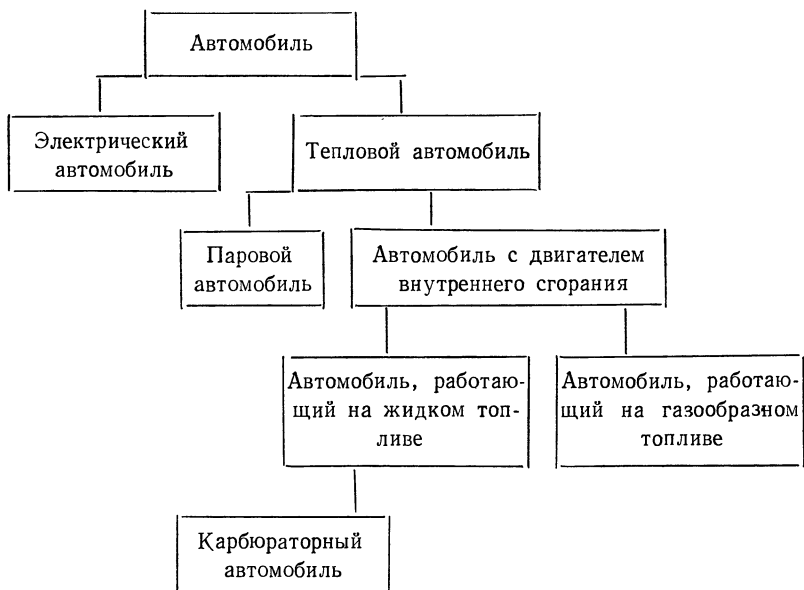 Автомобиль
Электрический
автомобиль
Тепловой автомобиль
Паровой
автомобиль
Автомобиль с двигателем
внутреннего сгорания
Автомобиль, работаю-
щий на жидком топ-
ливе
Автомобиль, работаю-
щий на газообразном
топливе
Карбюраторный
автомобиль